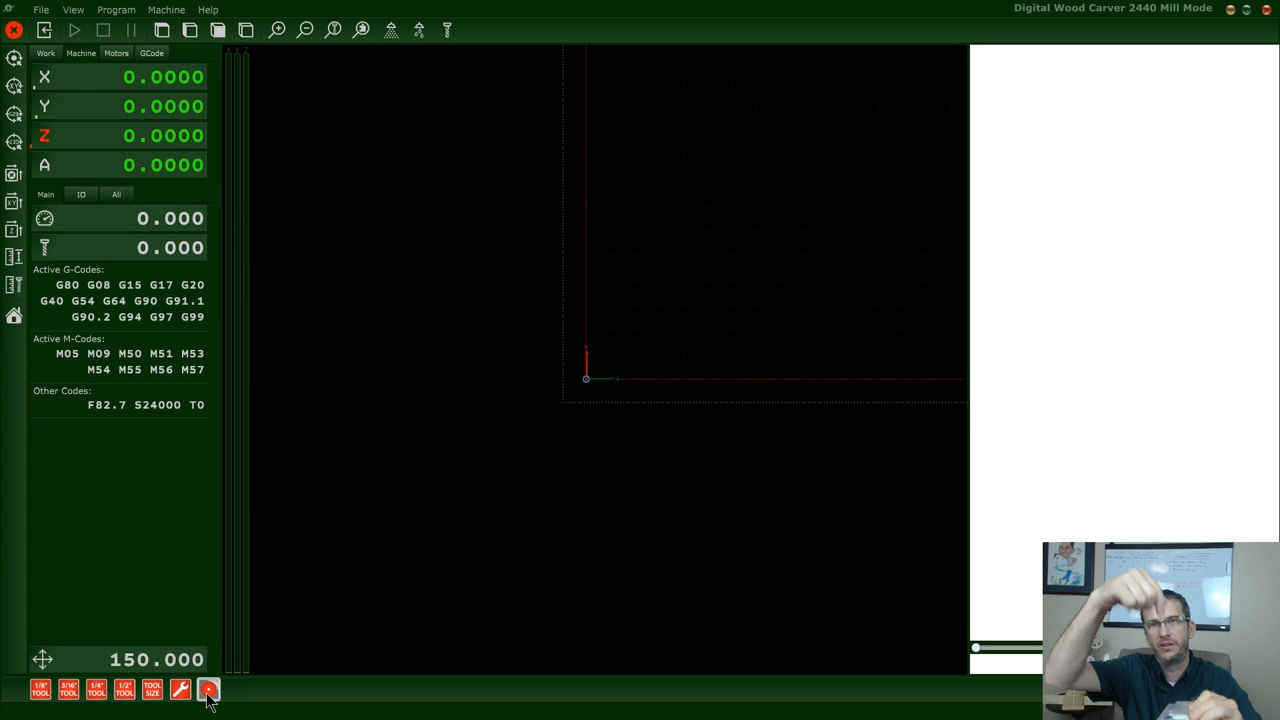 File View Program Machine Help
Digital Wood Carver 2440 Mill Mode
Work Machine Motors GCode
X Y Z
X 0.0000
Y 0.0000
Z 0.0000
A 0.0000
Main IO All
0.000
0.000
Active G-Codes:
G80 G08 G15 G17 G20
G40 G54 G64 G90 G91.1
G90.2 G94 G97 G99
Active M-Codes:
M05 M09 M50 M51 M53
M54 M55 M56 M57
Other Codes:
F82.7 S24000 T0
150.000
1/8" TOOL 3/16" TOOL 1/4" TOOL 1/2" TOOL TOOL SIZE